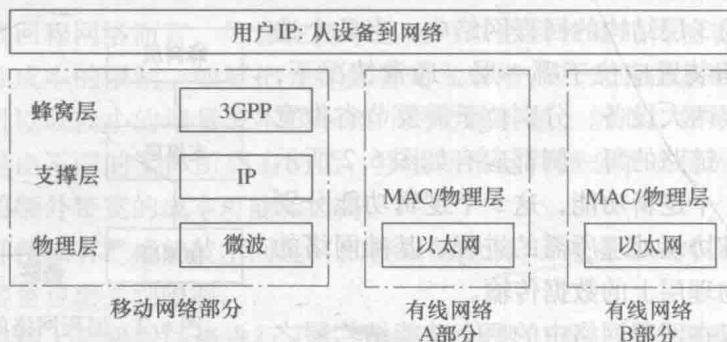 用户IP: 从设备到网络
蜂窝层 3GPP
支撑层 IP
MAC/物理层 MAC/物理层
物理层 微波 以太网 以太网
移动网络部分 有线网络 有线网络
A部分 B部分